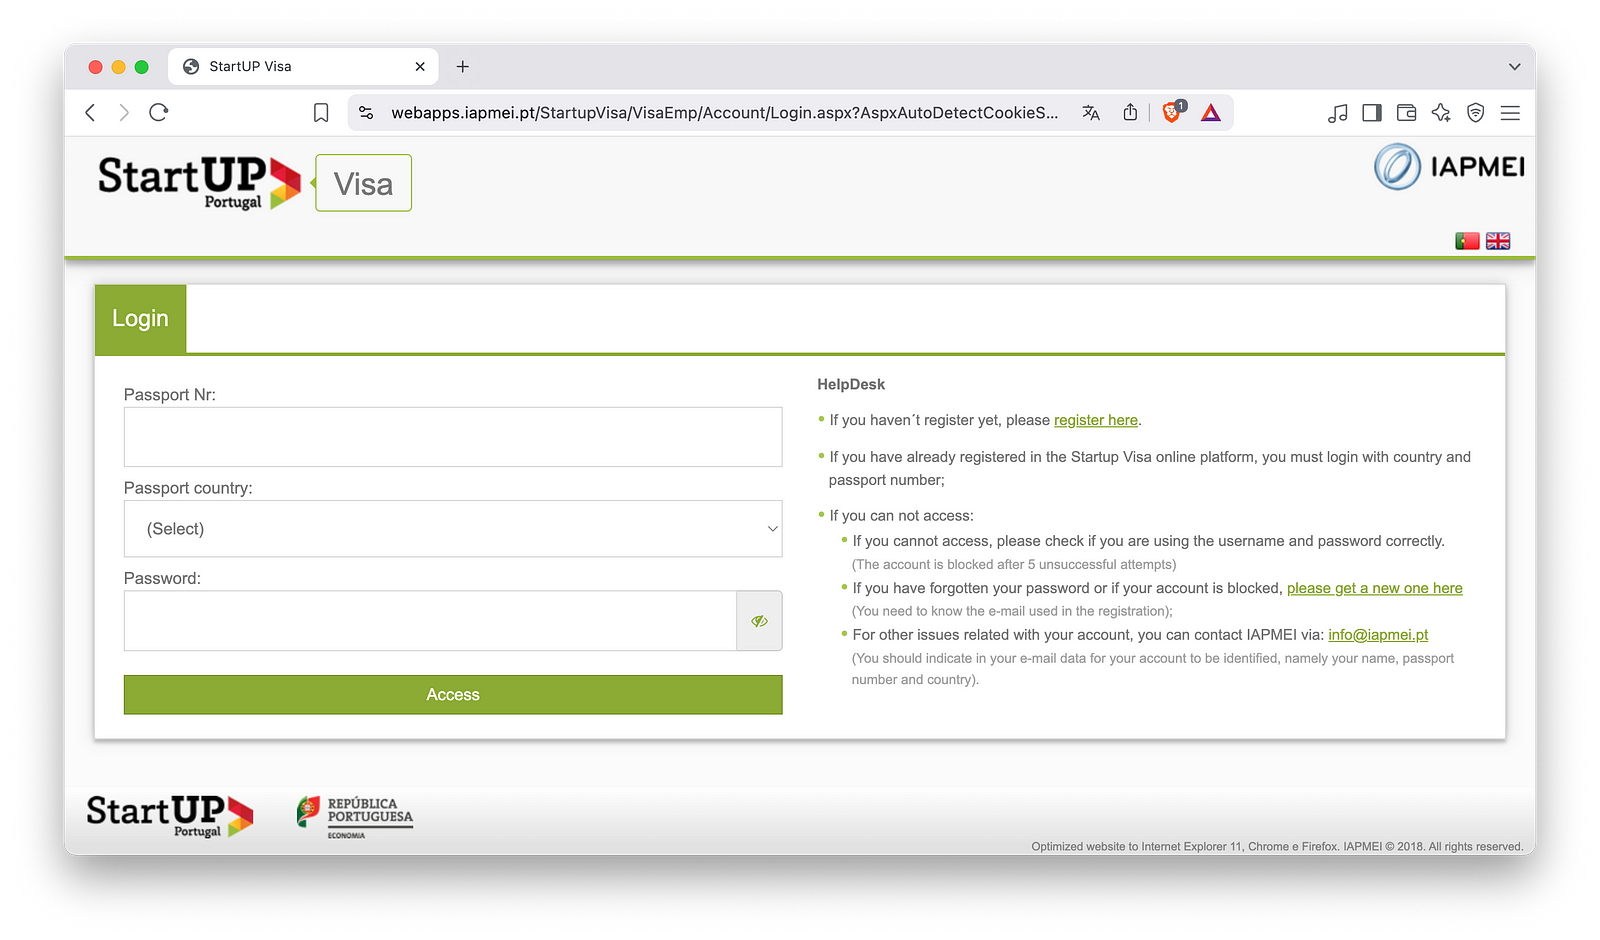 StartUP Visa
webapps.iapmei.pt/StartupVisa/VisaEmp/Account/Login.aspx?AspxAutoDetectCookieS...
1
StartUP
Portugal
Visa
IAPMEI
Login
Passport Nr:
Passport country:
(Select)
Password:
Access
HelpDesk
If you haven´t register yet, please register here.
If you have already registered in the Startup Visa online platform, you must login with country and
passport number;
If you can not access:
If you cannot access, please check if you are using the username and password correctly.
(The account is blocked after 5 unsuccessful attempts)
If you have forgotten your password or if your account is blocked, please get a new one here
(You need to know the e-mail used in the registration);
For other issues related with your account, you can contact IAPMEI via: info@iapmei.pt
(You should indicate in your e-mail data for your account to be identified, namely your name, passport
number and country).
StartUP
Portugal
REPÚBLICA
PORTUGUESA
ECONOMIA
Optimized website to Internet Explorer 11, Chrome e Firefox. IAPMEI © 2018. All rights reserved.